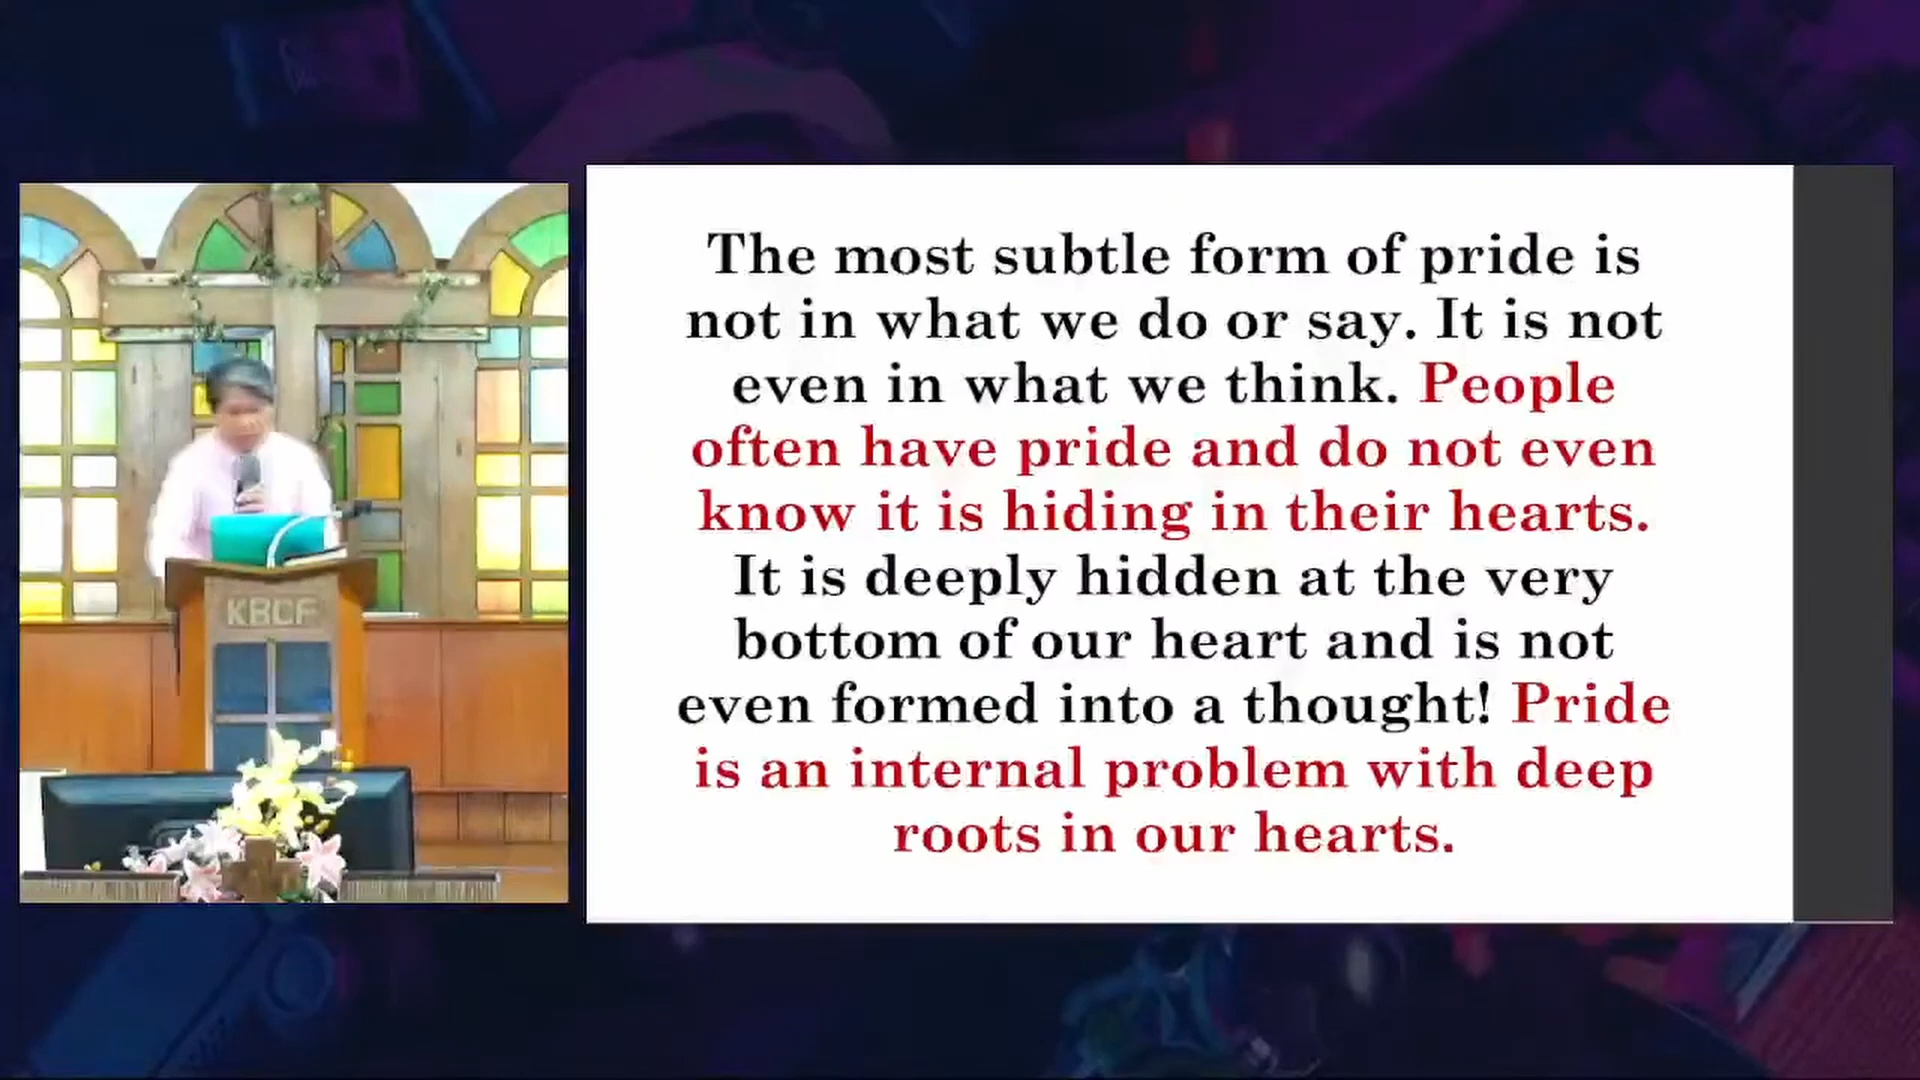 The most subtle form of pride is
not in what we do or say. It is not
even in what we think. People
often have pride and do not even
know it is hiding in their hearts.
It is deeply hidden at the very
bottom of our heart and is not
even formed into a thought! Pride
is an internal problem with deep
roots in our hearts.
KBCF